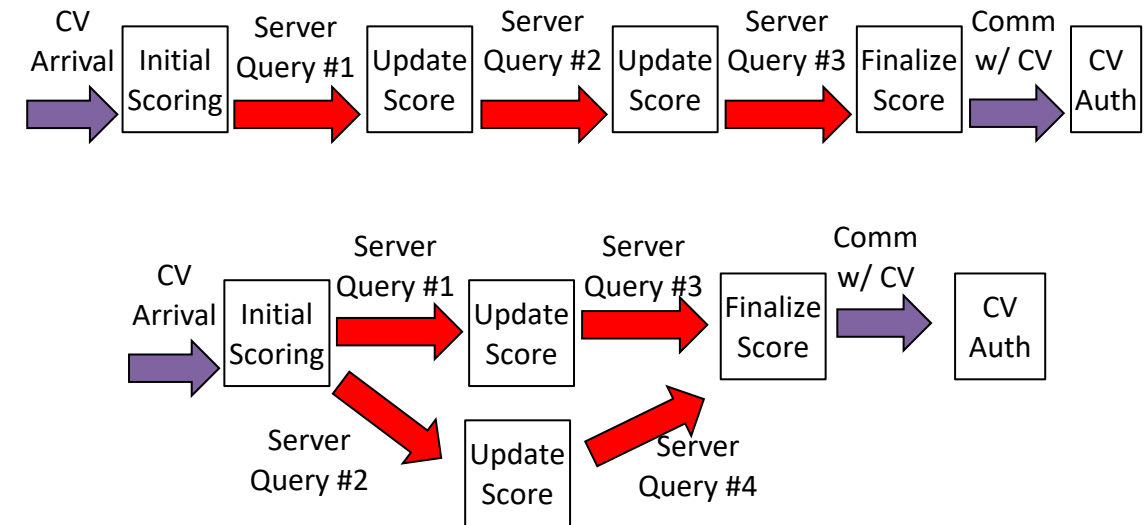 CV
Arrival
Initial
Scoring
Server
Query #1
Update
Score
Server
Query #2
Update
Score
Server
Query #3
Finalize
Score
Comm
w/ CV
CV
Auth
CV
Arrival
Initial
Scoring
Server
Query #1
Update
Score
Server
Query #3
Finalize
Score
Comm
w/ CV
CV
Auth
Server
Query #2
Update
Score
Server
Query #4